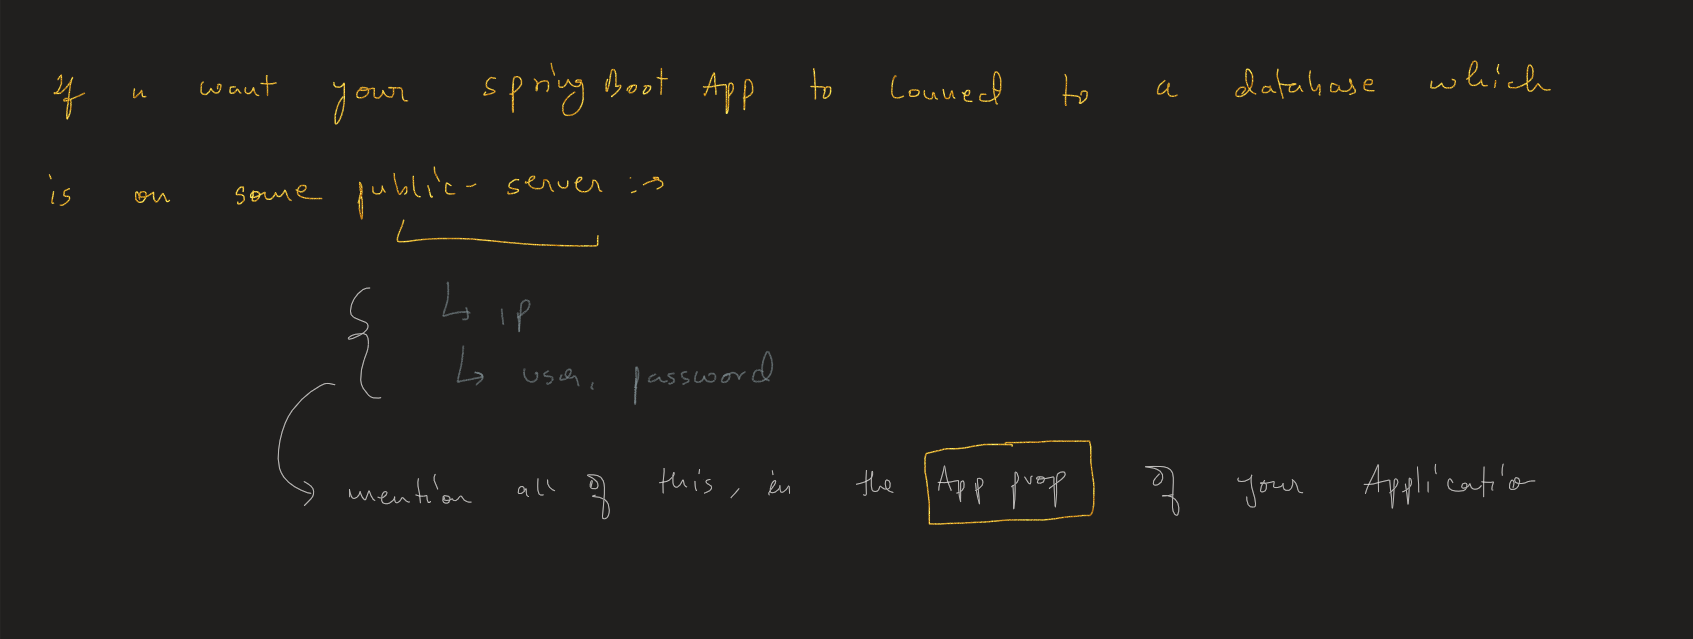 If u want your spring Boot App to connect to a database which
is on some public- server :→
↳ IP
↳ user, password
→ mention all of this, in the App prop of your Applicatio